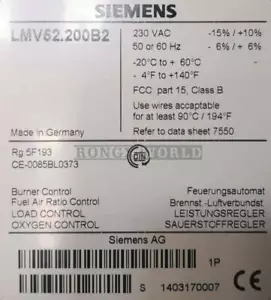 SIEMENS
LMV52.200B2
230 VAC -15% / +10%
50 or 60 Hz - 6% / + 6%
-20°C to + 60°C
- 4°F to +140°F
FCC part 15, Class B
Use wires acceptable
for at least 90°C / 194°F
Made in Germany
Refer to data sheet 7550
Rg 5F193
CE-0085BL0373
RONG WORLD
Burner Control Feuerungsautomat
Fuel Air Ratio Control Brennst.-Luftverbundst.
LOAD CONTROL LEISTUNGSREGLER
OXYGEN CONTROL SAUERSTOFFREGLER
Siemens AG
1P
S 1403170007